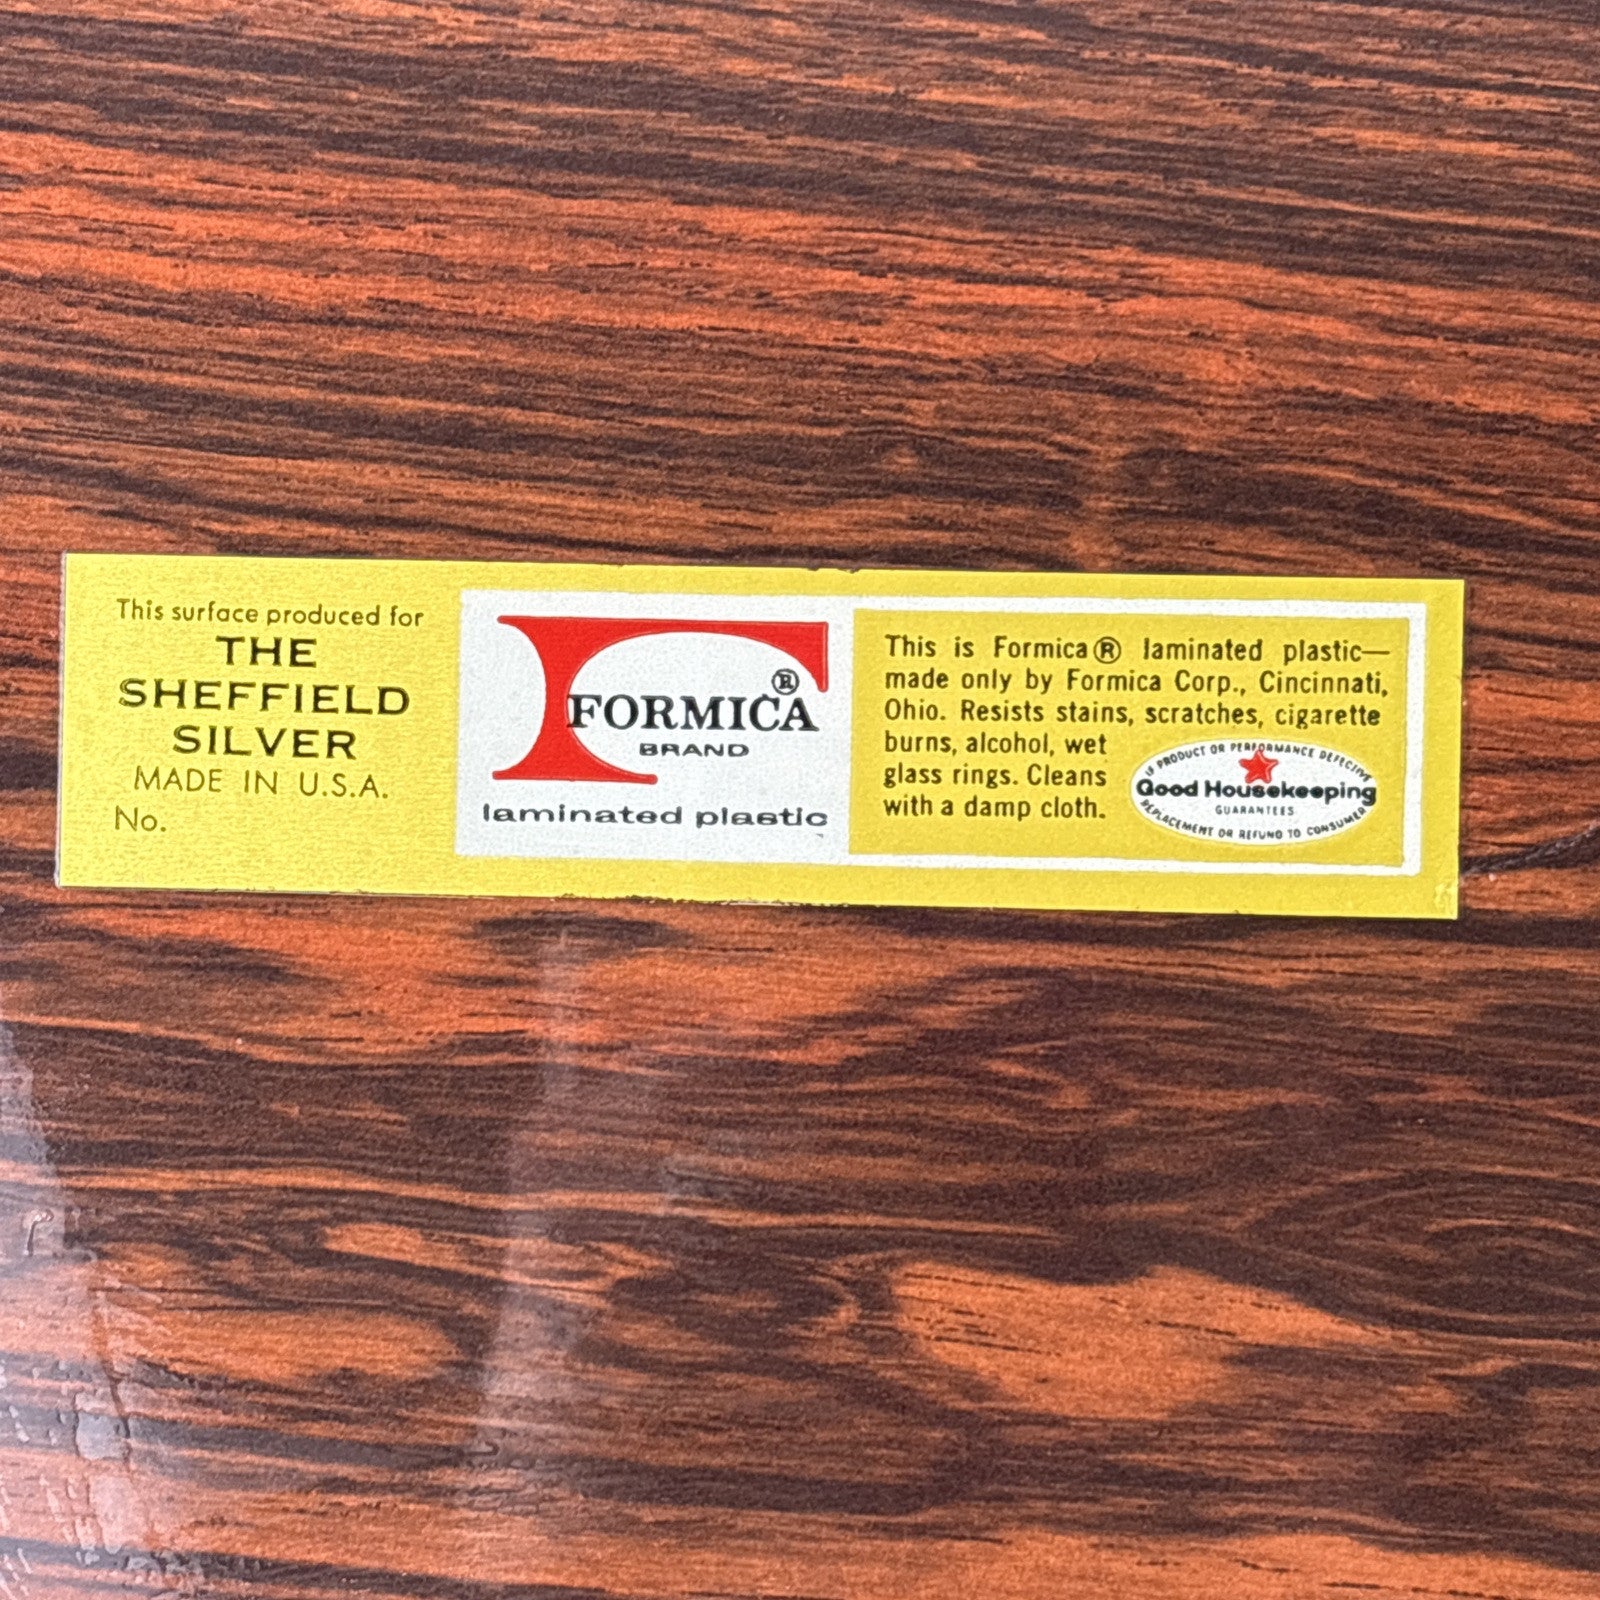 This surface produced for
THE
SHEFFIELD
SILVER
MADE IN U.S.A.
No.
FORMICA®
BRAND
laminated plastic
This is Formica® laminated plastic—
made only by Formica Corp., Cincinnati,
Ohio. Resists stains, scratches, cigarette
burns, alcohol, wet
glass rings. Cleans
with a damp cloth.
IF PRODUCT OR PERFORMANCE DEFECTIVE
Good Housekeeping
GUARANTEES
REPLACEMENT OR REFUND TO CONSUMER